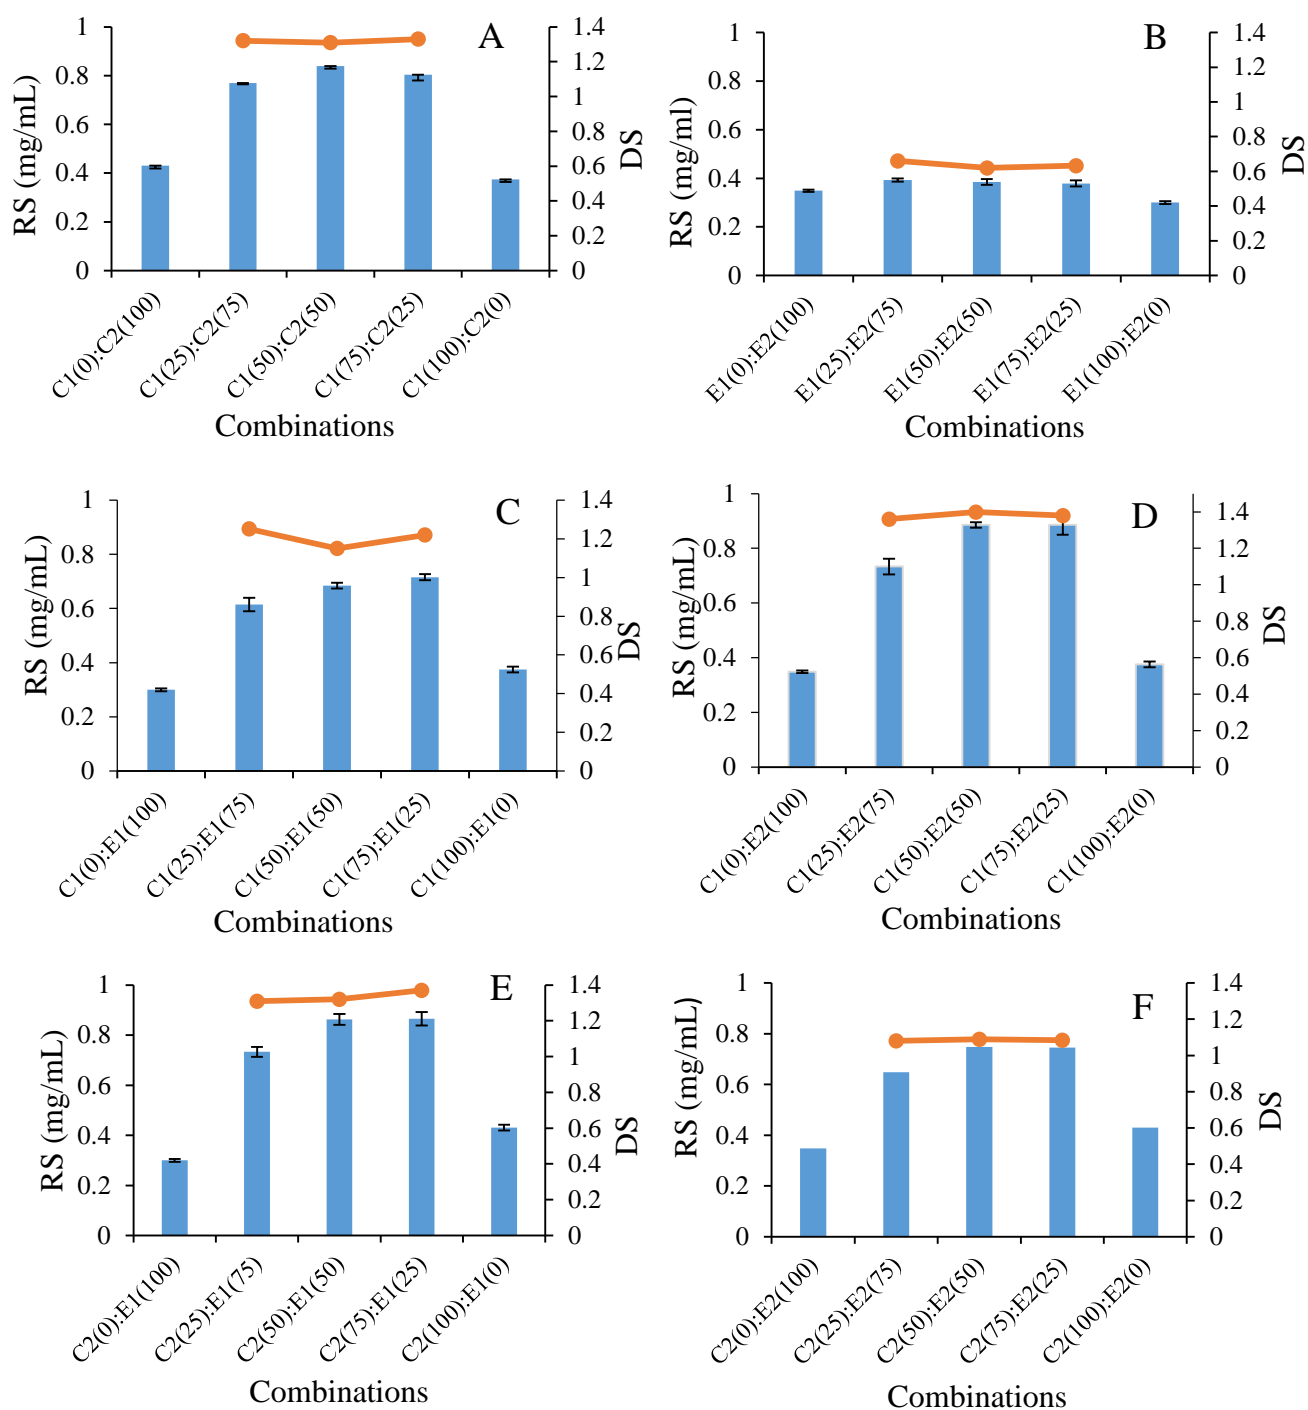 A
RS (mg/mL)
1
0.8
0.6
0.4
0.2
0
1.4
1.2
1
0.8
0.6
0.4
0.2
0
DS
C1(0):C2(100)
C1(25):C2(75)
C1(50):C2(50)
C1(75):C2(25)
C1(100):C2(0)
Combinations
B
RS (mg/ml)
1
0.8
0.6
0.4
0.2
0
1.4
1.2
1
0.8
0.6
0.4
0.2
0
DS
E1(0):E2(100)
E1(25):E2(75)
E1(50):E2(50)
E1(75):E2(25)
E1(100):E2(0)
Combinations
C
RS (mg/mL)
1
0.8
0.6
0.4
0.2
0
1.4
1.2
1
0.8
0.6
0.4
0.2
0
DS
C1(0):E1(100)
C1(25):E1(75)
C1(50):E1(50)
C1(75):E1(25)
C1(100):E1(0)
Combinations
D
RS (mg/mL)
1
0.8
0.6
0.4
0.2
0
1.4
1.2
1
0.8
0.6
0.4
0.2
0
DS
C1(0):E2(100)
C1(25):E2(75)
C1(50):E2(50)
C1(75):E2(25)
C1(100):E2(0)
Combinations
E
RS (mg/mL)
1
0.8
0.6
0.4
0.2
0
1.4
1.2
1
0.8
0.6
0.4
0.2
0
DS
C2(0):E1(100)
C2(25):E1(75)
C2(50):E1(50)
C2(75):E1(25)
C2(100):E1(0)
Combinations
F
RS (mg/mL)
1
0.8
0.6
0.4
0.2
0
1.4
1.2
1
0.8
0.6
0.4
0.2
0
DS
C2(0):E2(100)
C2(25):E2(75)
C2(50):E2(50)
C2(75):E2(25)
C2(100):E2(0)
Combinations